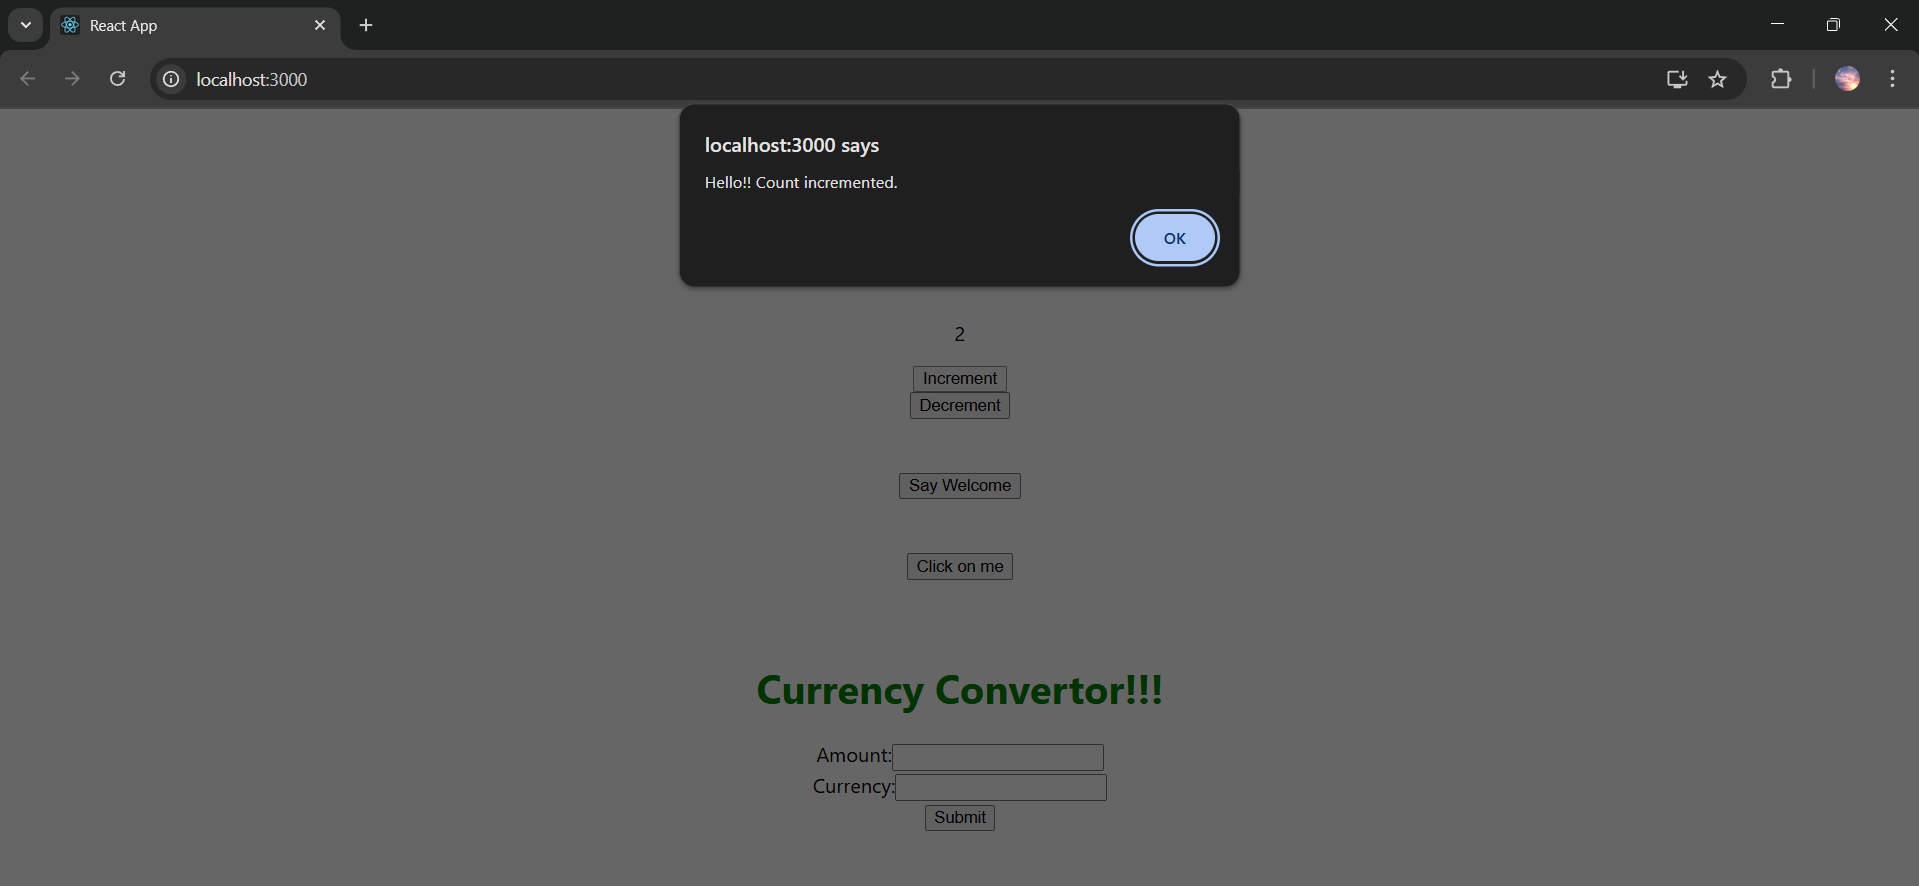 React App
localhost:3000
localhost:3000 says
Hello!! Count incremented.
OK
2
Increment
Decrement
Say Welcome
Click on me
Currency Convertor!!!
Amount:
Currency:
Submit